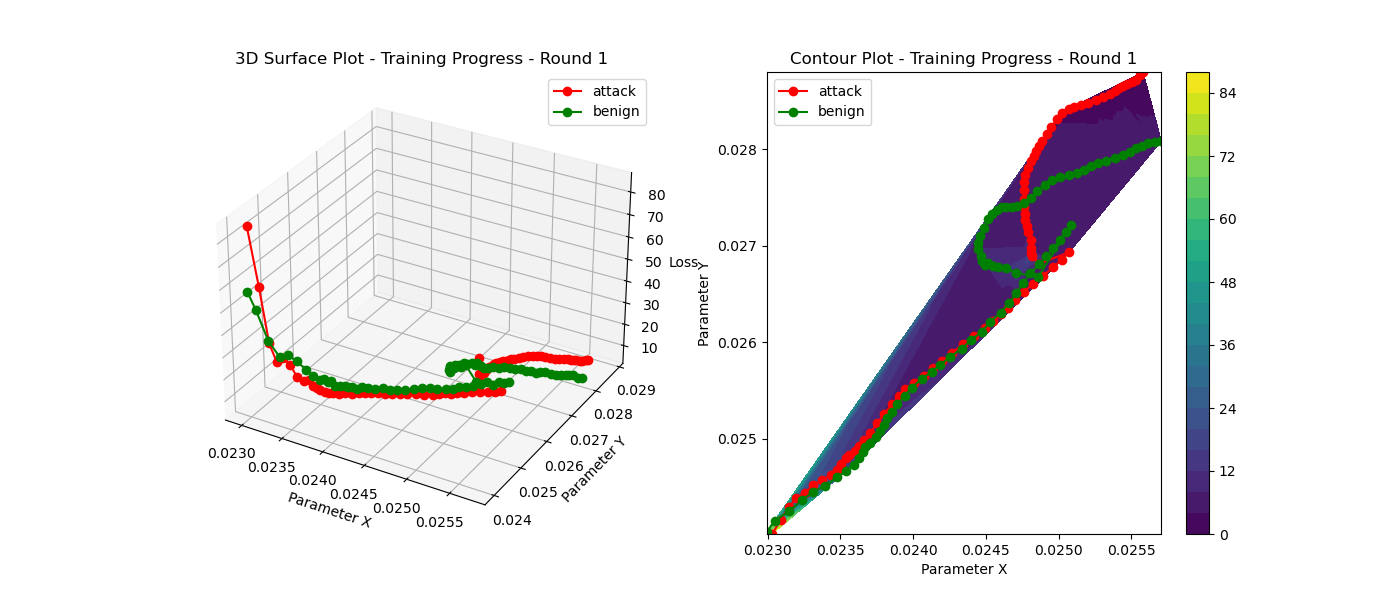 3D Surface Plot - Training Progress - Round 1
attack
benign
80
70
60
50
40
30
20
10
Loss
0.029
0.028
0.027
0.026
0.025
0.024
Parameter Y
0.0230
0.0235
0.0240
0.0245
0.0250
0.0255
Parameter X
Contour Plot - Training Progress - Round 1
attack
benign
0.028
0.027
0.026
0.025
Parameter Y
0.0230 0.0235 0.0240 0.0245 0.0250 0.0255
Parameter X
84
72
60
48
36
24
12
0